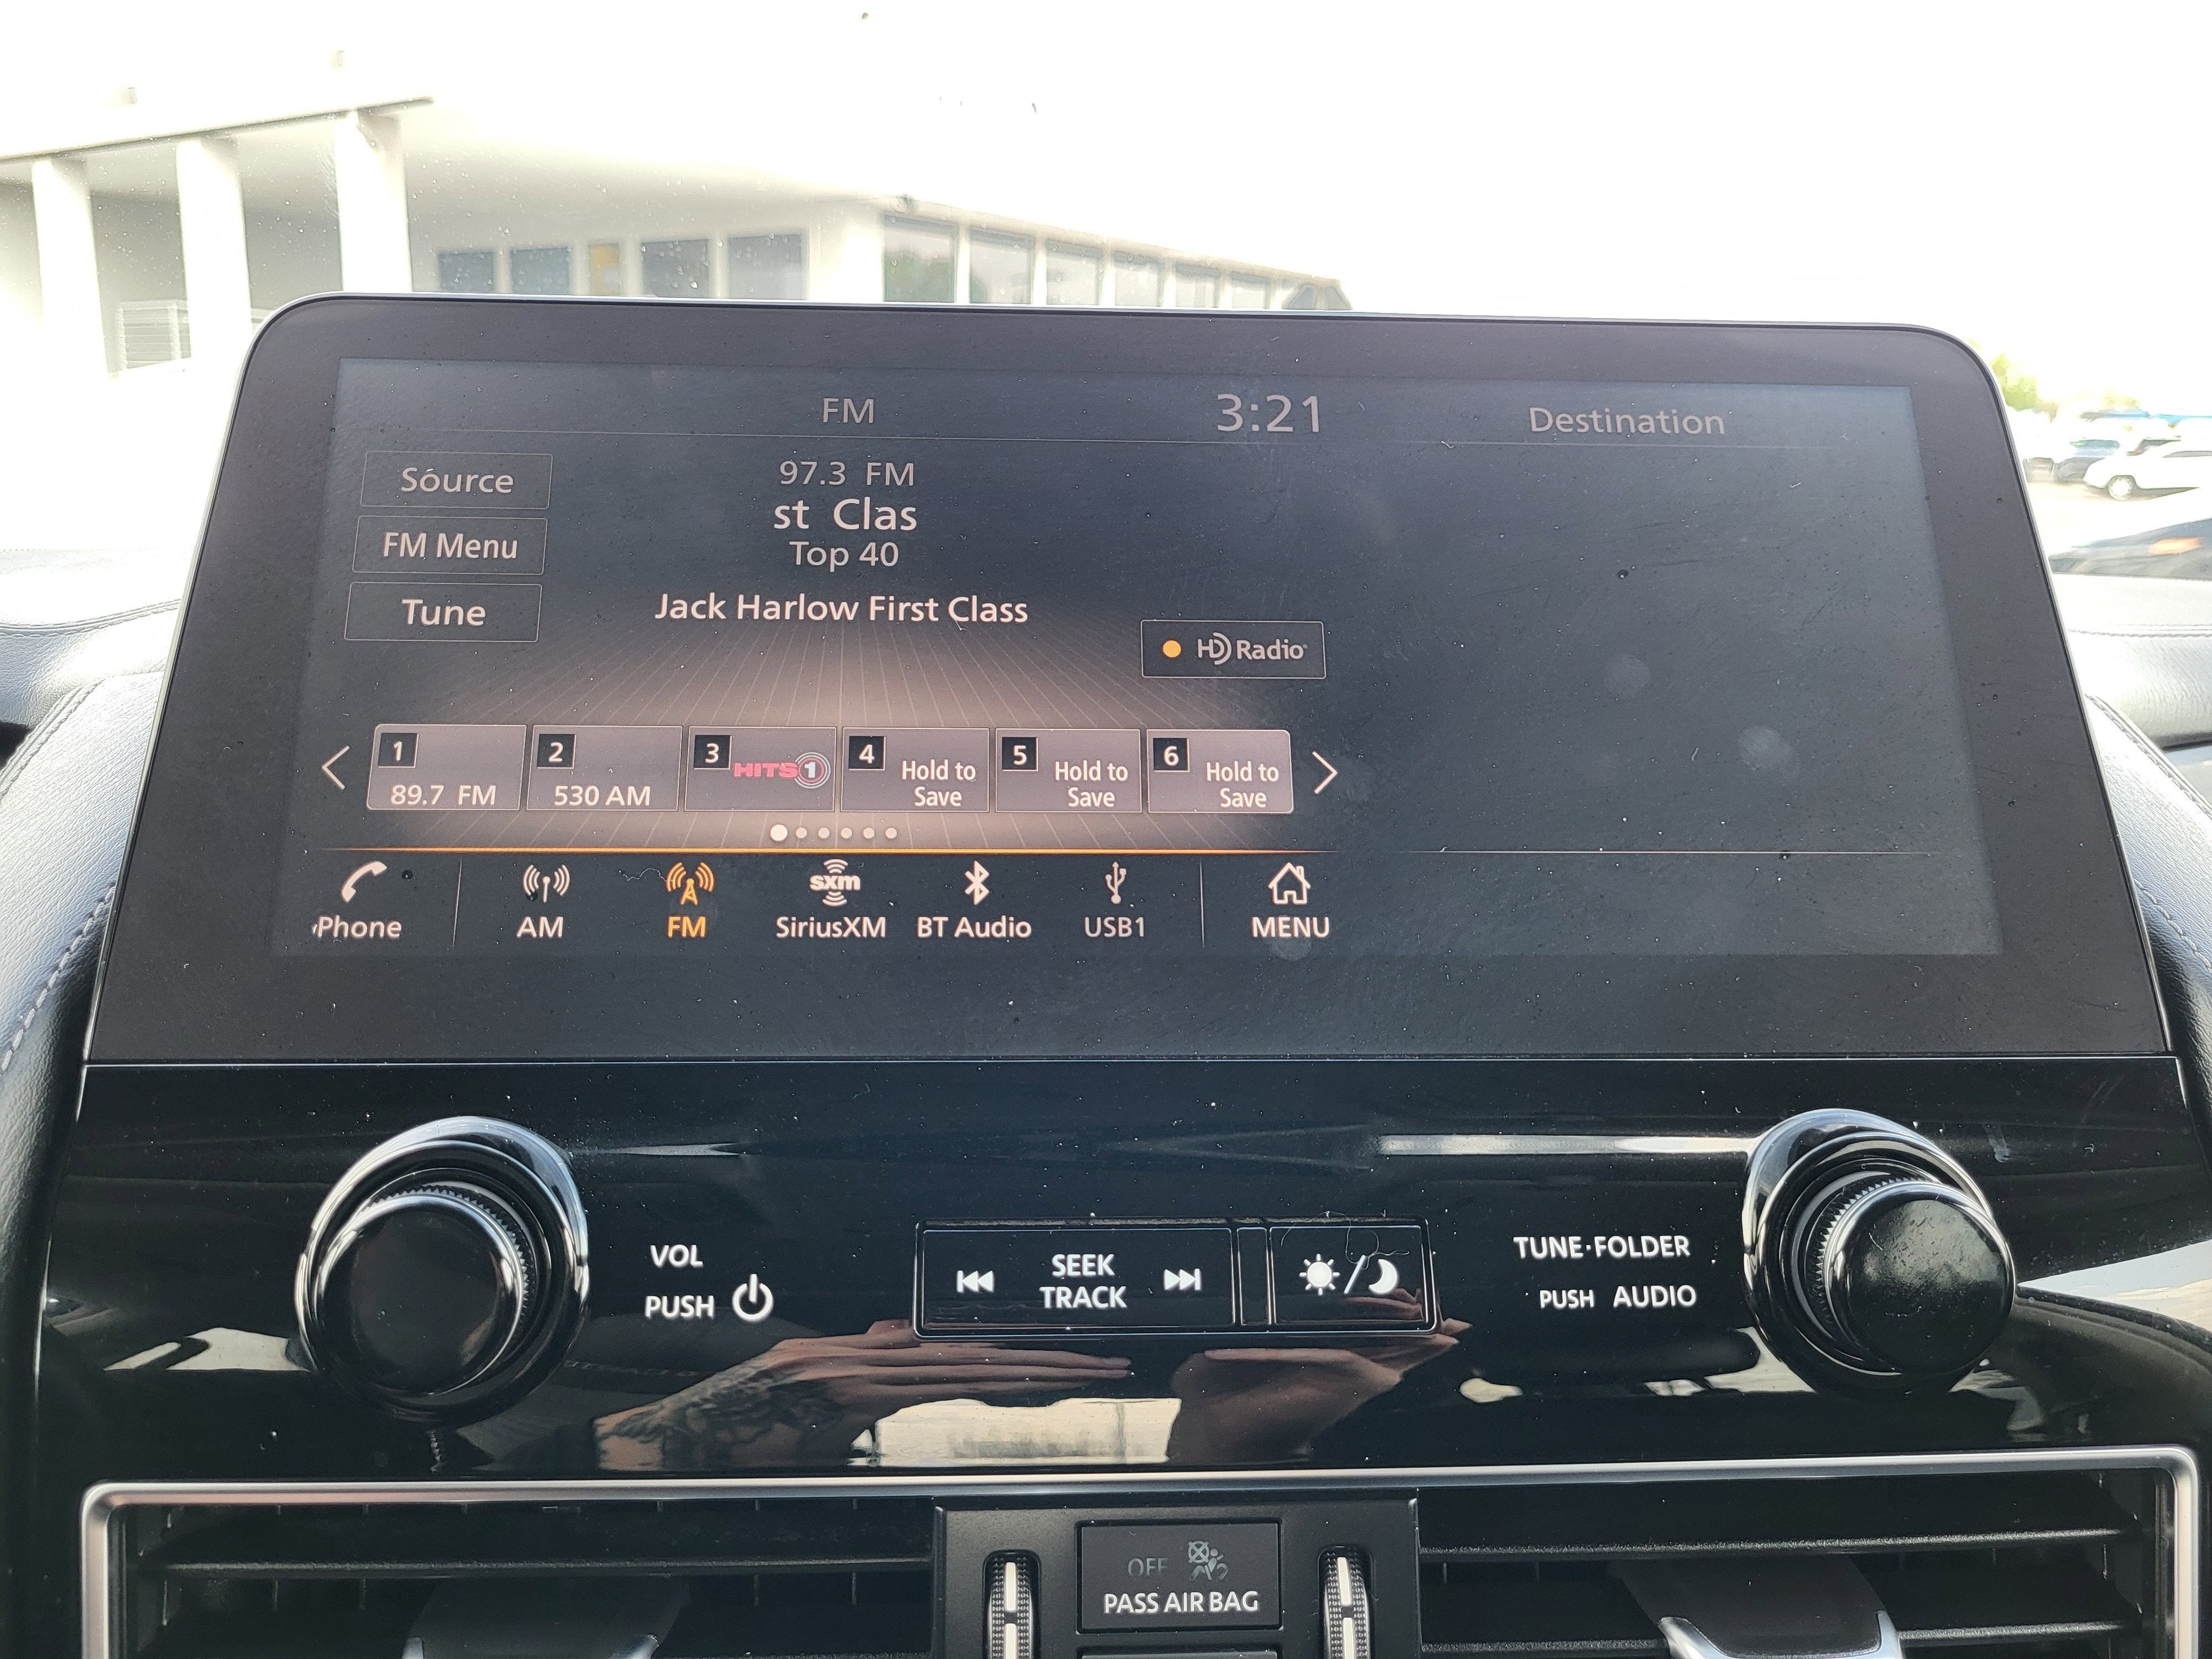 FM 3:21 Destination
Source
97.3 FM
st Clas
FM Menu
Top 40
Tune
Jack Harlow First Class
HD Radio
1 89.7 FM
2 530 AM
3 HITS 1
4 Hold to Save
5 Hold to Save
6 Hold to Save
Phone
AM
FM
sxm
SiriusXM
BT Audio
USB1
MENU
VOL
PUSH
SEEK
TRACK
TUNE·FOLDER
PUSH AUDIO
OFF
PASS AIR BAG